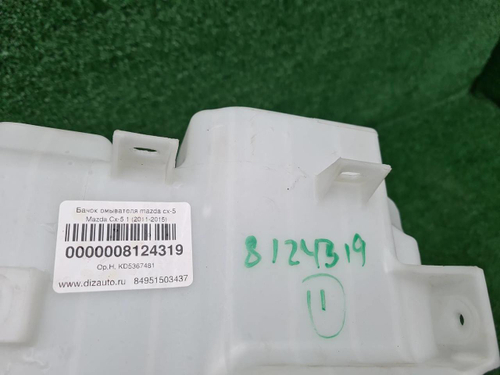 Бачок омывателя mazda cx-5
Mazda Cx-5 1 (2011-2015)
0000008124319
Ор.Н. KD5367481
www.dizauto.ru 84951503437
8124319
11